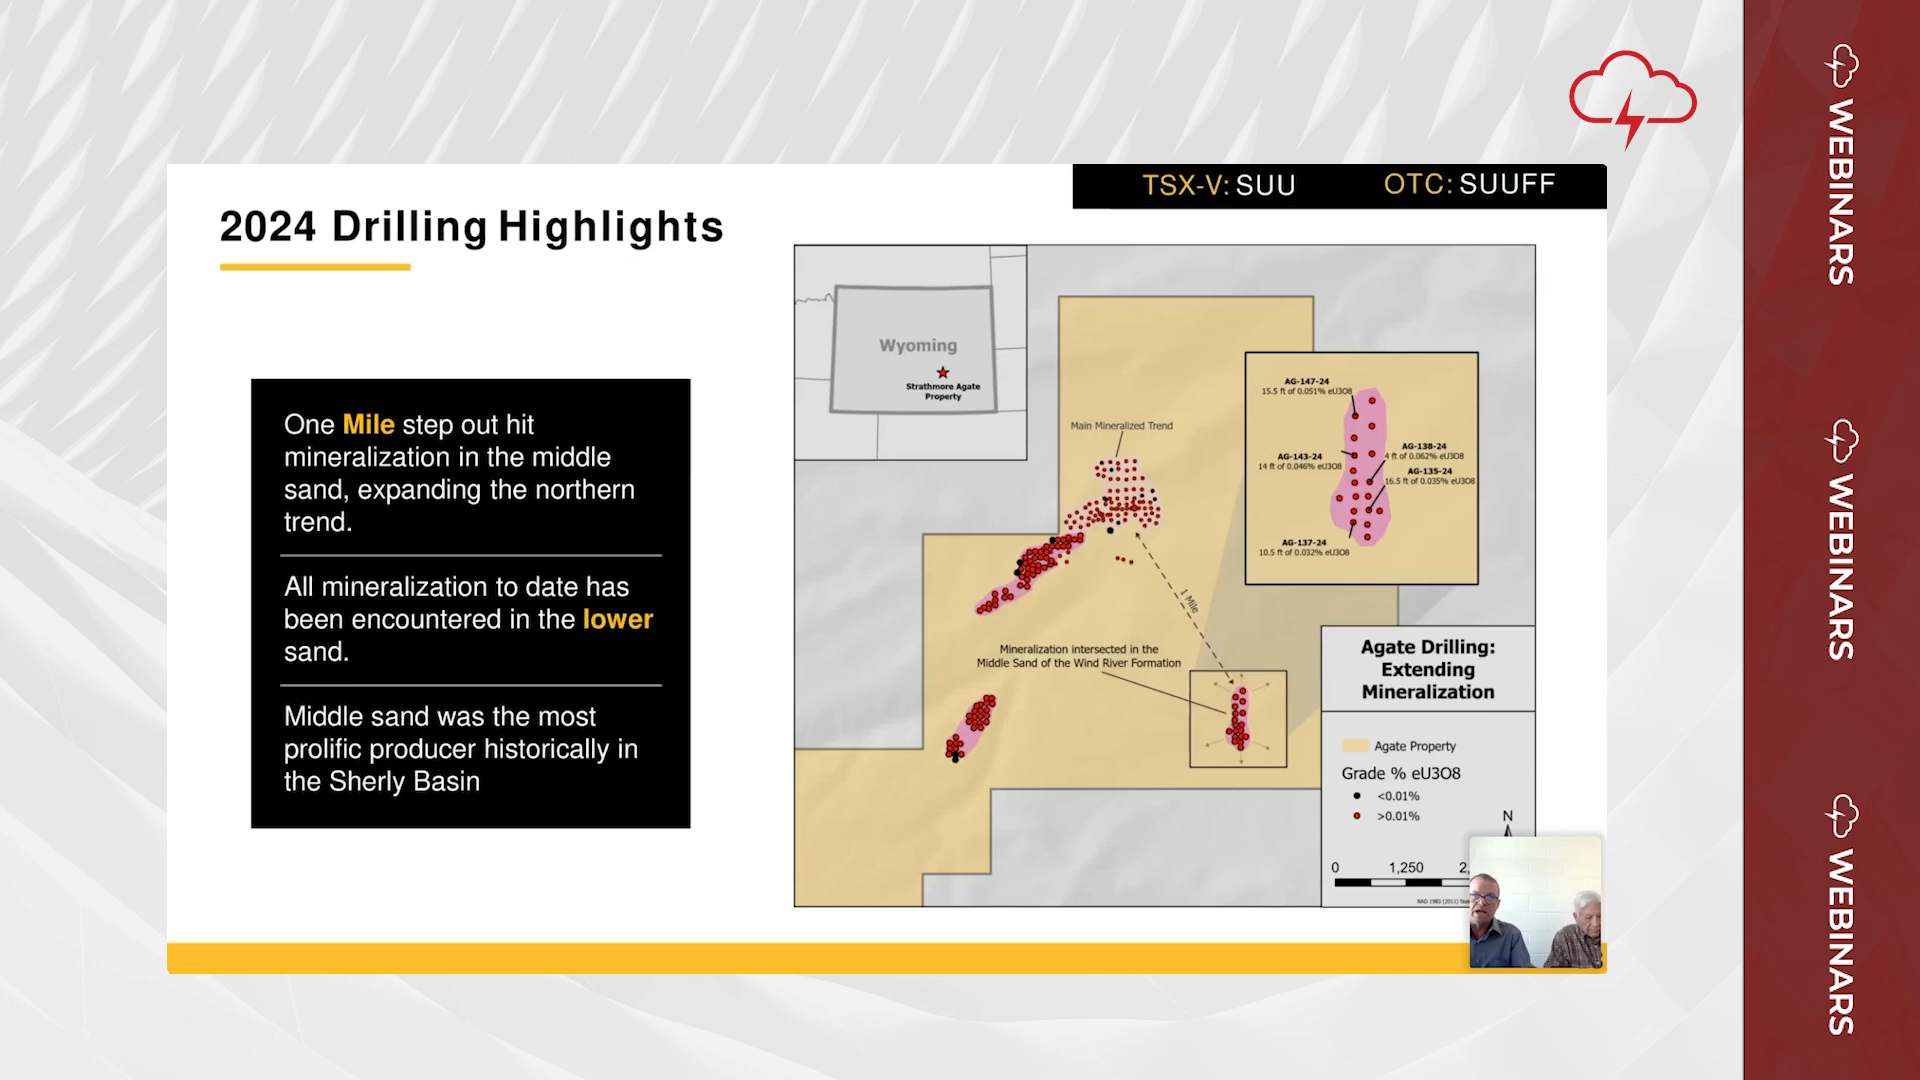 TSX-V: SUU OTC: SUUFF
2024 Drilling Highlights
One Mile step out hit
mineralization in the middle
sand, expanding the northern
trend.
All mineralization to date has
been encountered in the lower
sand.
Middle sand was the most
prolific producer historically in
the Sherly Basin
Wyoming
Strathmore Agate
Property
Main Mineralized Trend
1 Mile
Mineralization intersected in the
Middle Sand of the Wind River Formation
AG-147-24
15.5 ft of 0.051% eU3O8
AG-138-24
4 ft of 0.062% eU3O8
AG-143-24
14 ft of 0.046% eU3O8
AG-135-24
16.5 ft of 0.035% eU3O8
AG-137-24
10.5 ft of 0.032% eU3O8
Agate Drilling:
Extending
Mineralization
Agate Property
Grade % eU3O8
<0.01%
>0.01%
N
0 1,250 2,
NAD 1983 (2011)
WEBINARS
WEBINARS
WEBINARS